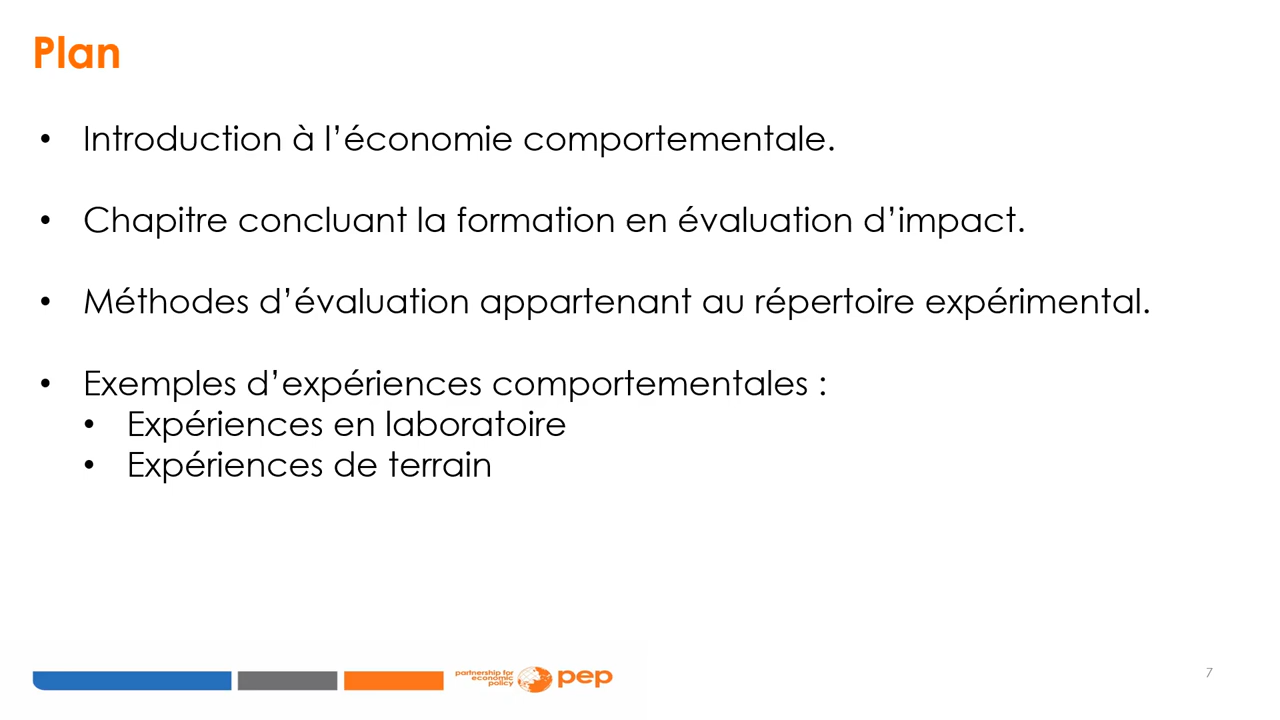 Plan
• Introduction à l’économie comportementale.
• Chapitre concluant la formation en évaluation d’impact.
• Méthodes d’évaluation appartenant au répertoire expérimental.
• Exemples d’expériences comportementales :
• Expériences en laboratoire
• Expériences de terrain
partnership for
economic
policy
pep
7